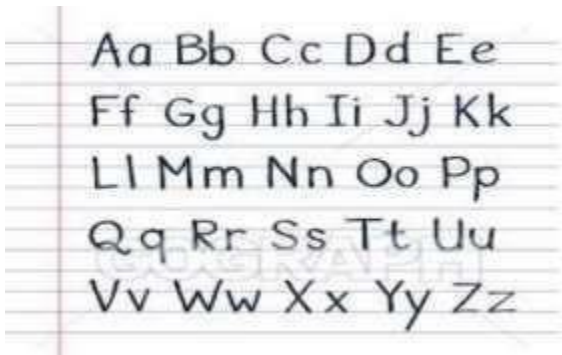 Aa Bb Cc Dd Ee
Ff Gg Hh Ii Jj Kk
Ll Mm Nn Oo Pp
Qq Rr Ss Tt Uu
GOGRAPH
Vv Ww Xx Yy Zz